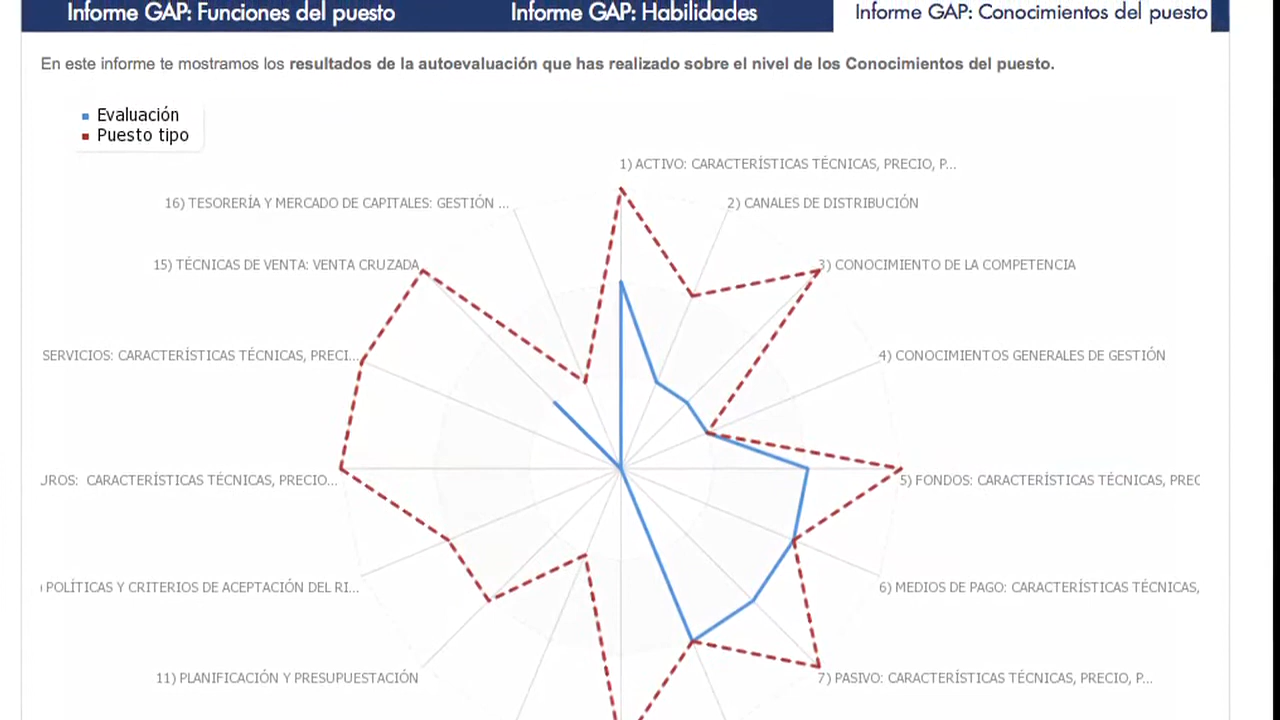 Informe GAP: Funciones del puesto
Informe GAP: Habilidades
Informe GAP: Conocimientos del puesto
En este informe te mostramos los resultados de la autoevaluación que has realizado sobre el nivel de los Conocimientos del puesto.
Evaluación
Puesto tipo
1) ACTIVO: CARACTERÍSTICAS TÉCNICAS, PRECIO, P...
16) TESORERÍA Y MERCADO DE CAPITALES: GESTIÓN ...
2) CANALES DE DISTRIBUCIÓN
15) TÉCNICAS DE VENTA: VENTA CRUZADA
3) CONOCIMIENTO DE LA COMPETENCIA
SERVICIOS: CARACTERÍSTICAS TÉCNICAS, PRECI...
4) CONOCIMIENTOS GENERALES DE GESTIÓN
UROS: CARACTERÍSTICAS TÉCNICAS, PRECIO...
5) FONDOS: CARACTERÍSTICAS TÉCNICAS, PREC
) POLÍTICAS Y CRITERIOS DE ACEPTACIÓN DEL RI...
6) MEDIOS DE PAGO: CARACTERÍSTICAS TÉCNICAS,
11) PLANIFICACIÓN Y PRESUPUESTACIÓN
7) PASIVO: CARACTERÍSTICAS TÉCNICAS, PRECIO, P...